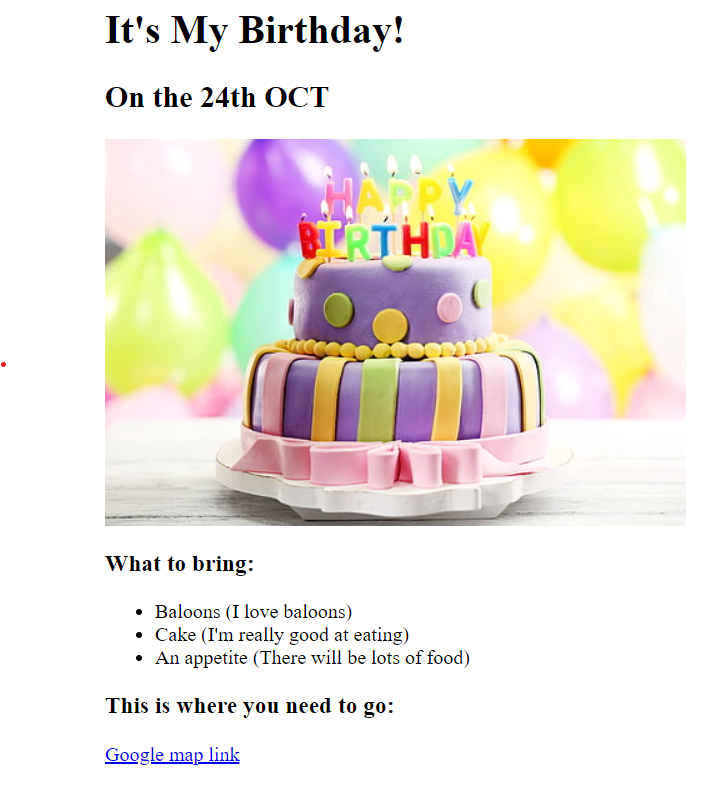 It's My Birthday!
On the 24th OCT
HAPPY
BIRTHDAY
What to bring:
Baloons (I love baloons)
Cake (I'm really good at eating)
An appetite (There will be lots of food)
This is where you need to go:
Google map link